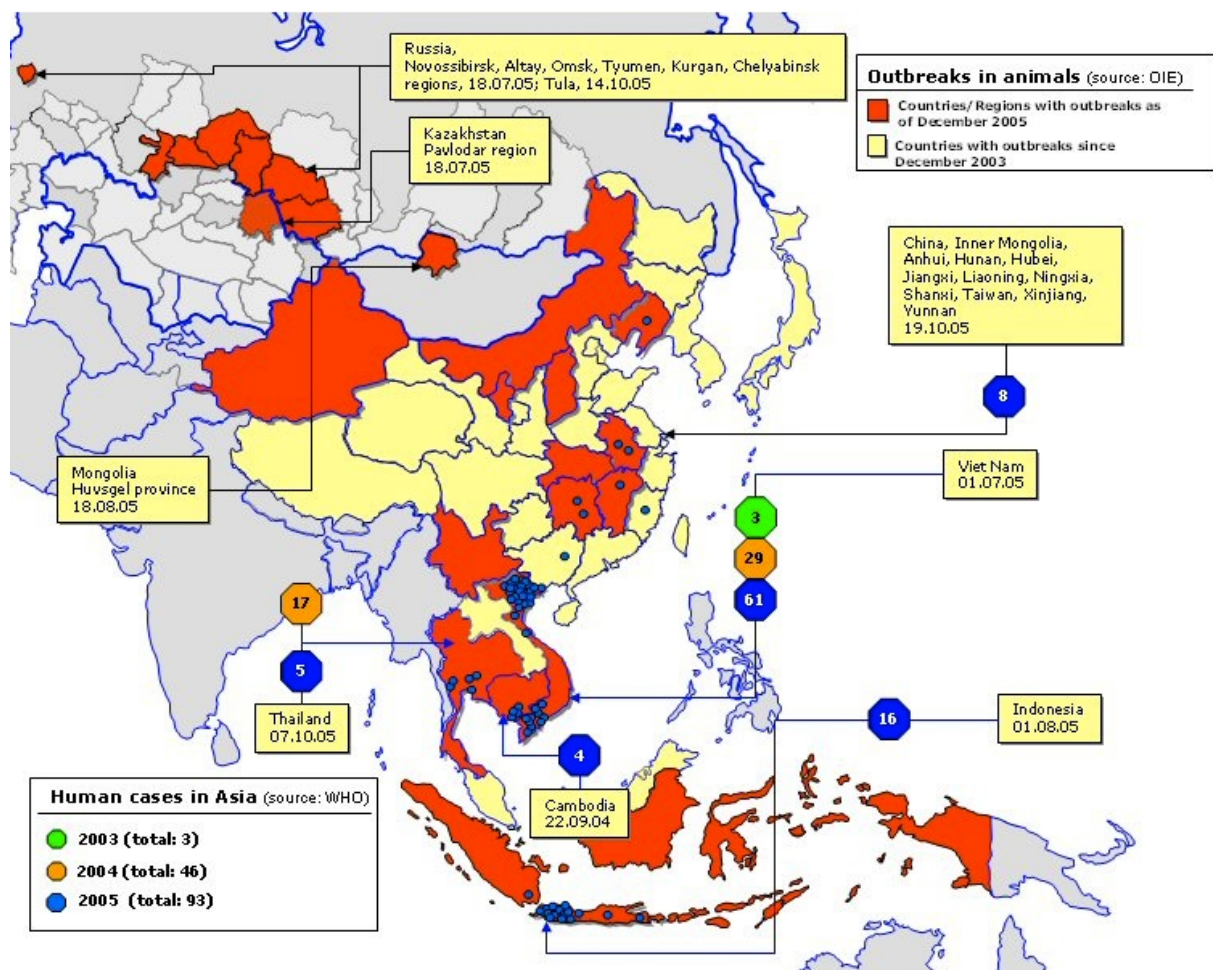 Russia,
Novossibirsk, Altay, Omsk, Tyumen, Kurgan, Chelyabinsk
regions, 18.07.05; Tula, 14.10.05
Outbreaks in animals (source: OIE)
Countries/Regions with outbreaks as
of December 2005
Countries with outbreaks since
December 2003
Kazakhstan
Pavlodar region
18.07.05
China, Inner Mongolia,
Anhui, Hunan, Hubei,
Jiangxi, Liaoning, Ningxia,
Shanxi, Taiwan, Xinjiang,
Yunnan
19.10.05
8
Mongolia
Huvsgel province
18.08.05
Viet Nam
01.07.05
3
29
61
17
5
Thailand
07.10.05
16
Indonesia
01.08.05
4
Cambodia
22.09.04
Human cases in Asia (source: WHO)
2003 (total: 3)
2004 (total: 46)
2005 (total: 93)